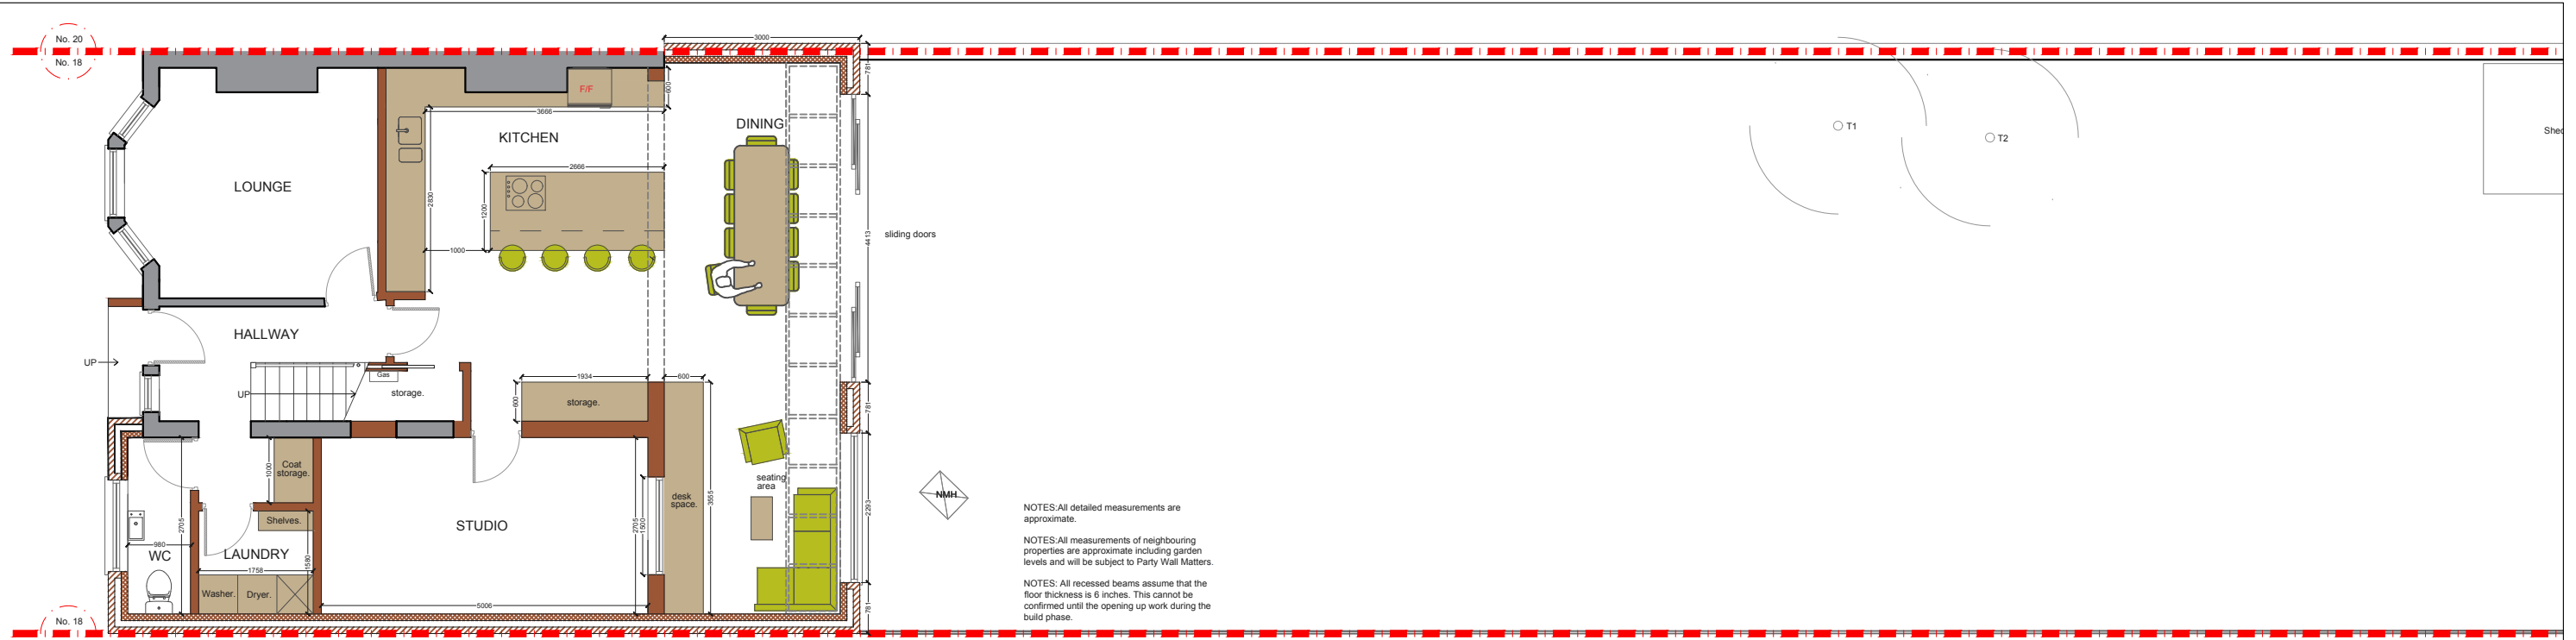 No. 20
No. 18
3000
781
F/F
600
3666
KITCHEN
DINING
T1
T2
Shed
LOUNGE
2666
2830
1200
1000
4413
sliding doors
HALLWAY
UP
Gas
UP
storage.
1934
600
600
storage.
781
Coat
storage.
1000
seating
area
desk
space.
3555
NMH
2293
2705
1500
2705
STUDIO
Shelves.
960
WC
LAUNDRY
1580
1758
Washer.
Dryer.
5006
781
No. 18
NOTES:All detailed measurements are
approximate.
NOTES:All measurements of neighbouring
properties are approximate including garden
levels and will be subject to Party Wall Matters.
NOTES: All recessed beams assume that the
floor thickness is 6 inches. This cannot be
confirmed until the opening up work during the
build phase.